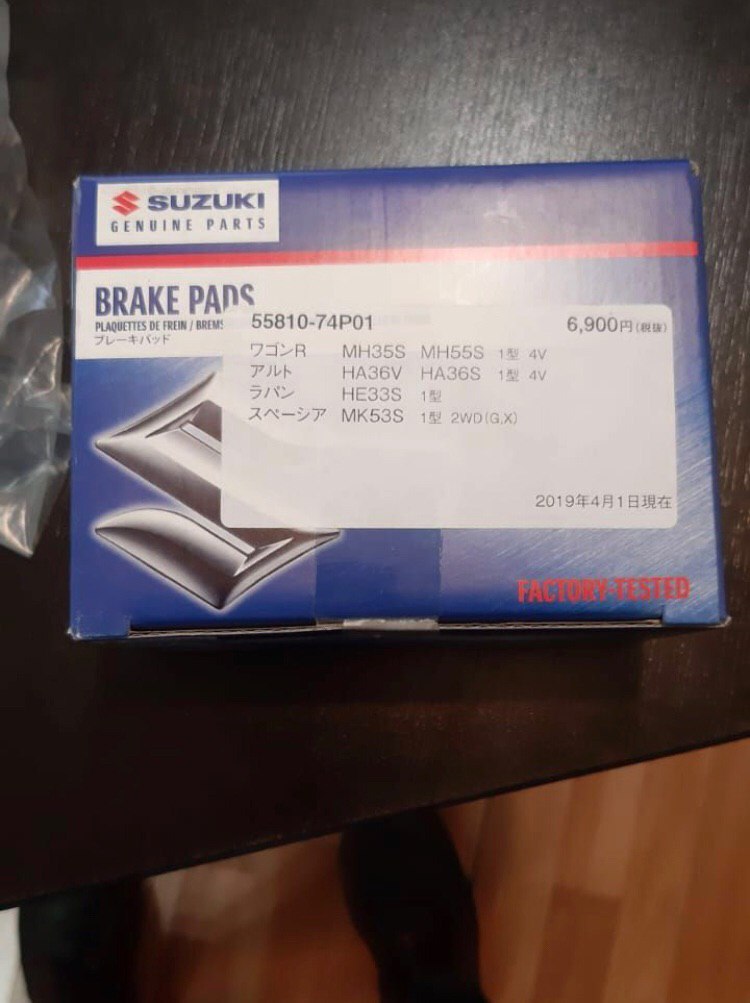 SUZUKI
GENUINE PARTS
BRAKE PADS
PLAQUETTES DE FREIN / BREMS
ブレーキパッド
55810-74P01 6,900円(税抜)
ワゴンR MH35S MH55S 1型 4V
アルト HA36V HA36S 1型 4V
ラパン HE33S 1型
スペーシア MK53S 1型 2WD(G,X)
2019年4月1日現在
FACTORY-TESTED